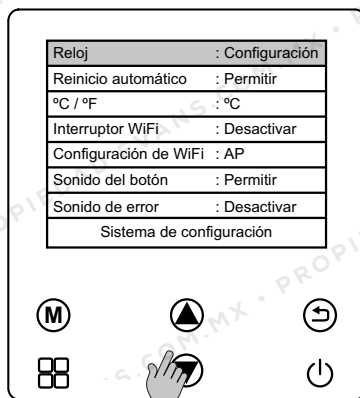 Reloj : Configuración
Reinicio automático : Permitir
ºC / ºF : ºC
Interruptor WiFi : Desactivar
Configuración de WiFi : AP
Sonido del botón : Permitir
Sonido de error : Desactivar
Sistema de configuración
M